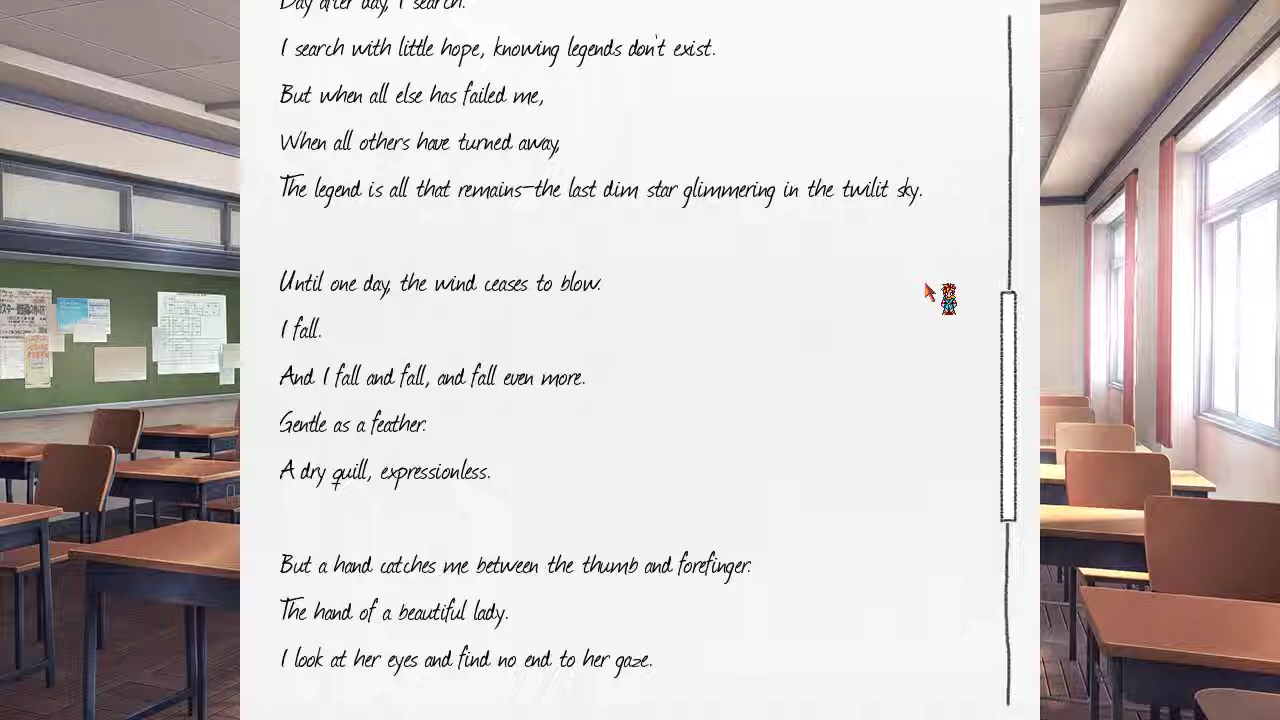 Day after day, I search.
I search with little hope, knowing legends don't exist.
But when all else has failed me,
When all others have turned away,
The legend is all that remains—the last dim star glimmering in the twilit sky.
Until one day, the wind ceases to blow.
I fall.
And I fall and fall, and fall even more.
Gentle as a feather.
A dry quill, expressionless.
But a hand catches me between the thumb and forefinger.
The hand of a beautiful lady.
I look at her eyes and find no end to her gaze.